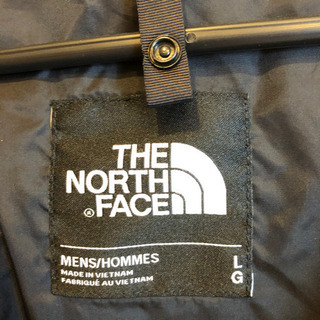 THE
NORTH
® FACE
MENS/HOMMES
MADE IN VIETNAM
FABRIQUÉ AU VIETNAM
L
G